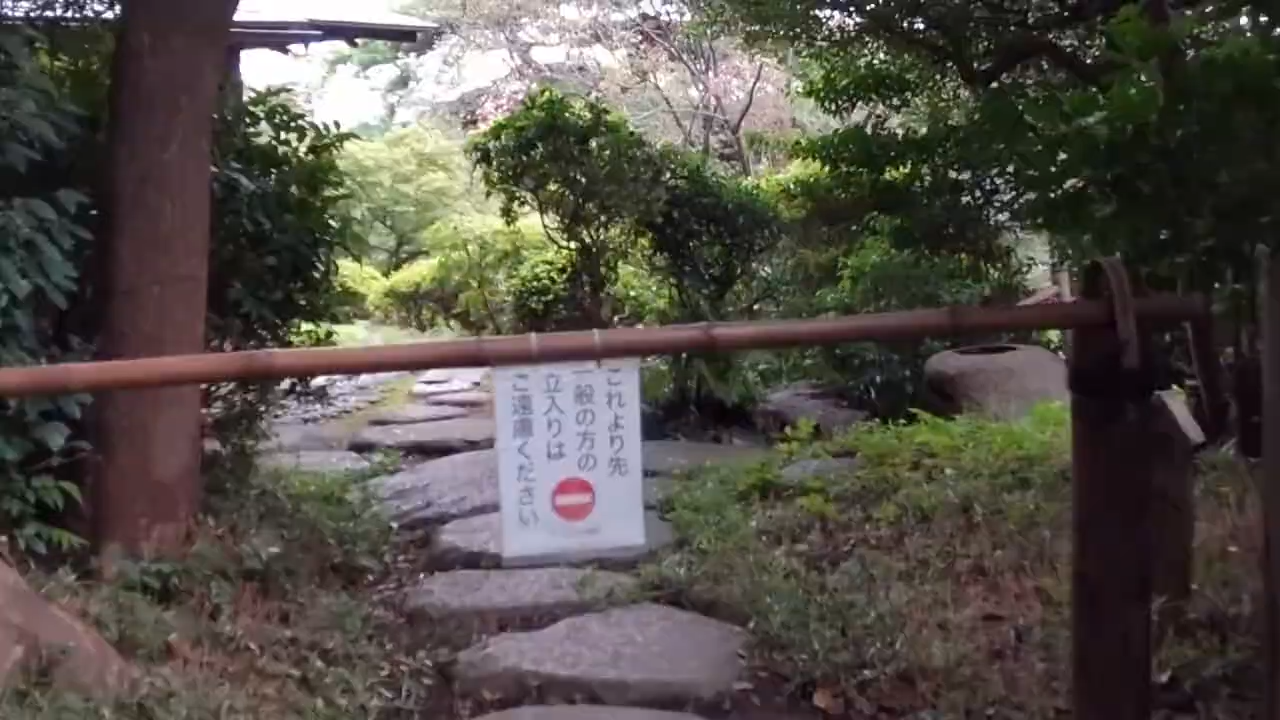 これより先
一般の方の
立入りは
ご遠慮ください